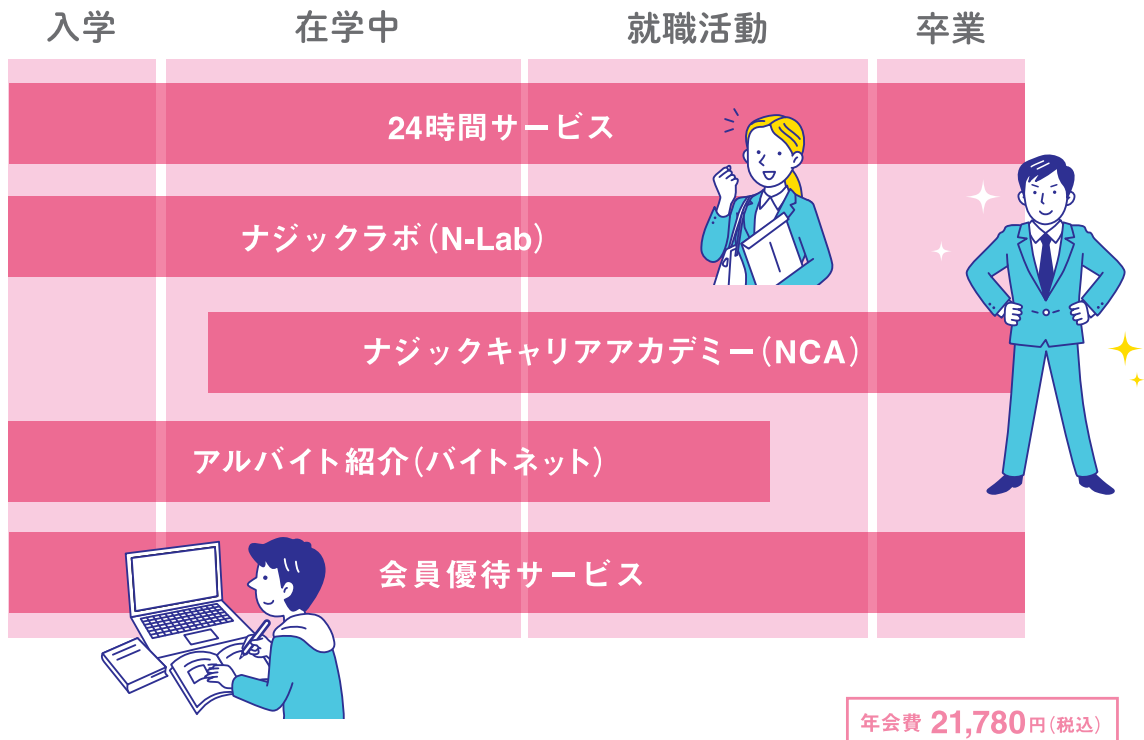 入学 在学中 就職活動 卒業
24時間サービス
ナジックラボ(N-Lab)
ナジックキャリアアカデミー(NCA)
アルバイト紹介(バイトネット)
会員優待サービス
年会費 21,780円(税込)